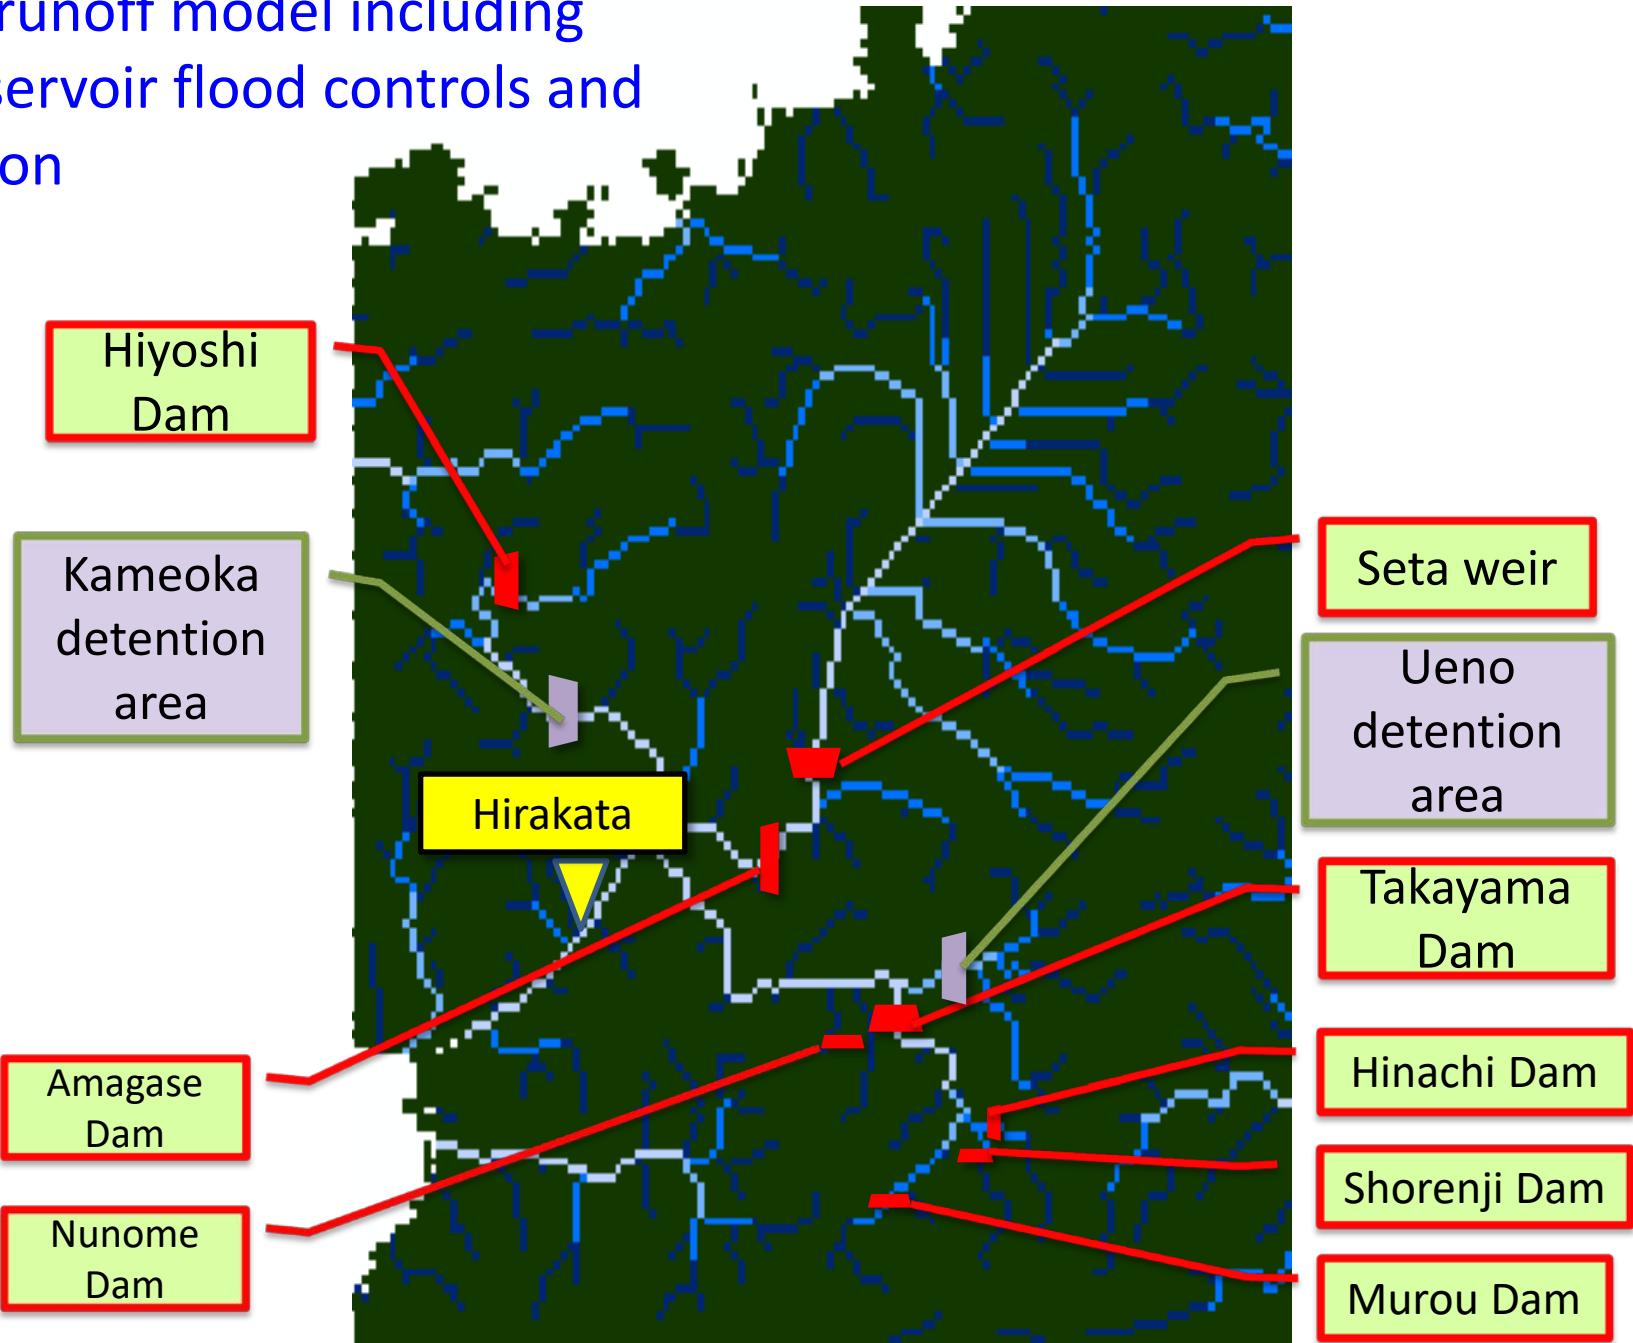 runoff model including
servoir flood controls and
on
Hiyoshi
Dam
Kameoka
detention
area
Hirakata
Amagase
Dam
Nunome
Dam
Seta weir
Ueno
detention
area
Takayama
Dam
Hinachi Dam
Shorenji Dam
Murou Dam